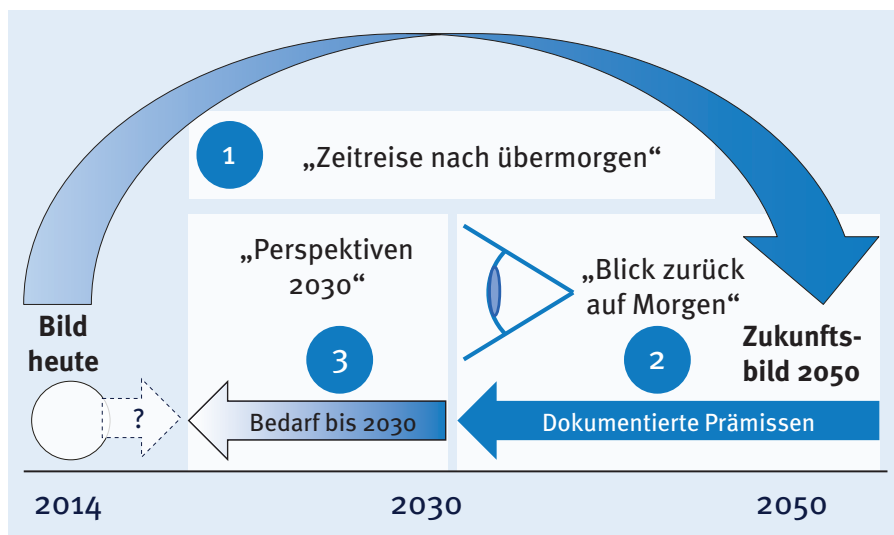 1
„Zeitreise nach übermorgen“
„Perspektiven
2030“
3
„Blick zurück
auf Morgen“
2
Bild
heute
Zukunfts-
bild 2050
?
Bedarf bis 2030
Dokumentierte Prämissen
2014
2030
2050